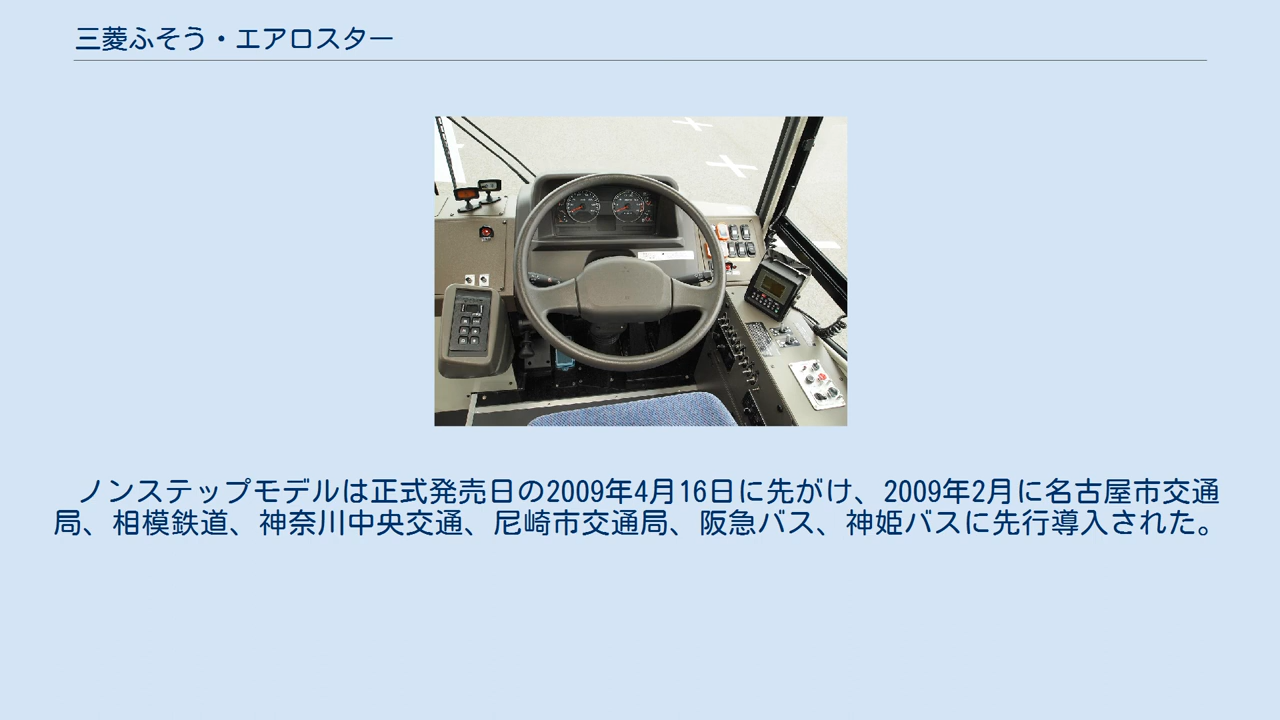 三菱ふそう・エアロスター
ノンステップモデルは正式発売日の2009年4月16日に先がけ、2009年2月に名古屋市交通
局、相模鉄道、神奈川中央交通、尼崎市交通局、阪急バス、神姫バスに先行導入された。